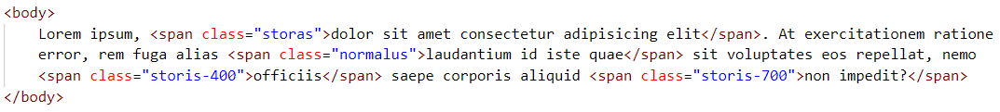 <body>
Lorem ipsum, <span class="storas">dolor sit amet consectetur adipisicing elit</span>. At exercitationem ratione
error, rem fuga alias <span class="normalus">laudantium id iste quae</span> sit voluptates eos repellat, nemo
<span class="storis-400">officiis</span> saepe corporis aliquid <span class="storis-700">non impedit?</span>
</body>